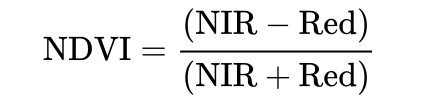 NDVI = (NIR − Red) / (NIR + Red)